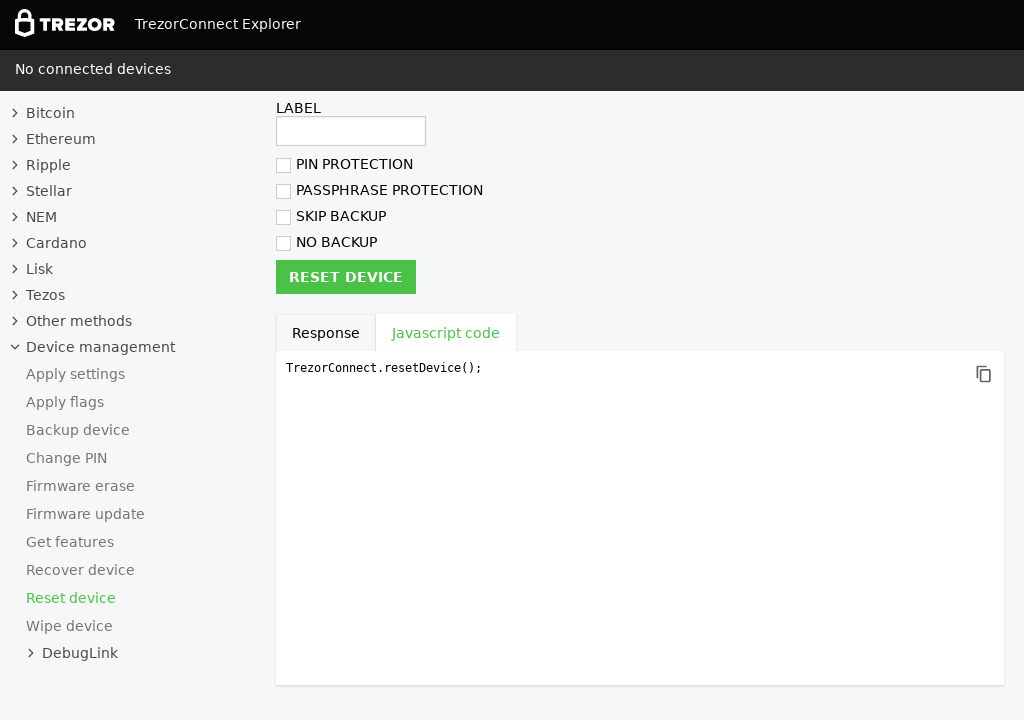 TREZOR TrezorConnect Explorer
No connected devices
Bitcoin
Ethereum
Ripple
Stellar
NEM
Cardano
Lisk
Tezos
Other methods
Device management
Apply settings
Apply flags
Backup device
Change PIN
Firmware erase
Firmware update
Get features
Recover device
Reset device
Wipe device
DebugLink
LABEL
PIN PROTECTION
PASSPHRASE PROTECTION
SKIP BACKUP
NO BACKUP
RESET DEVICE
Response Javascript code
TrezorConnect.resetDevice();